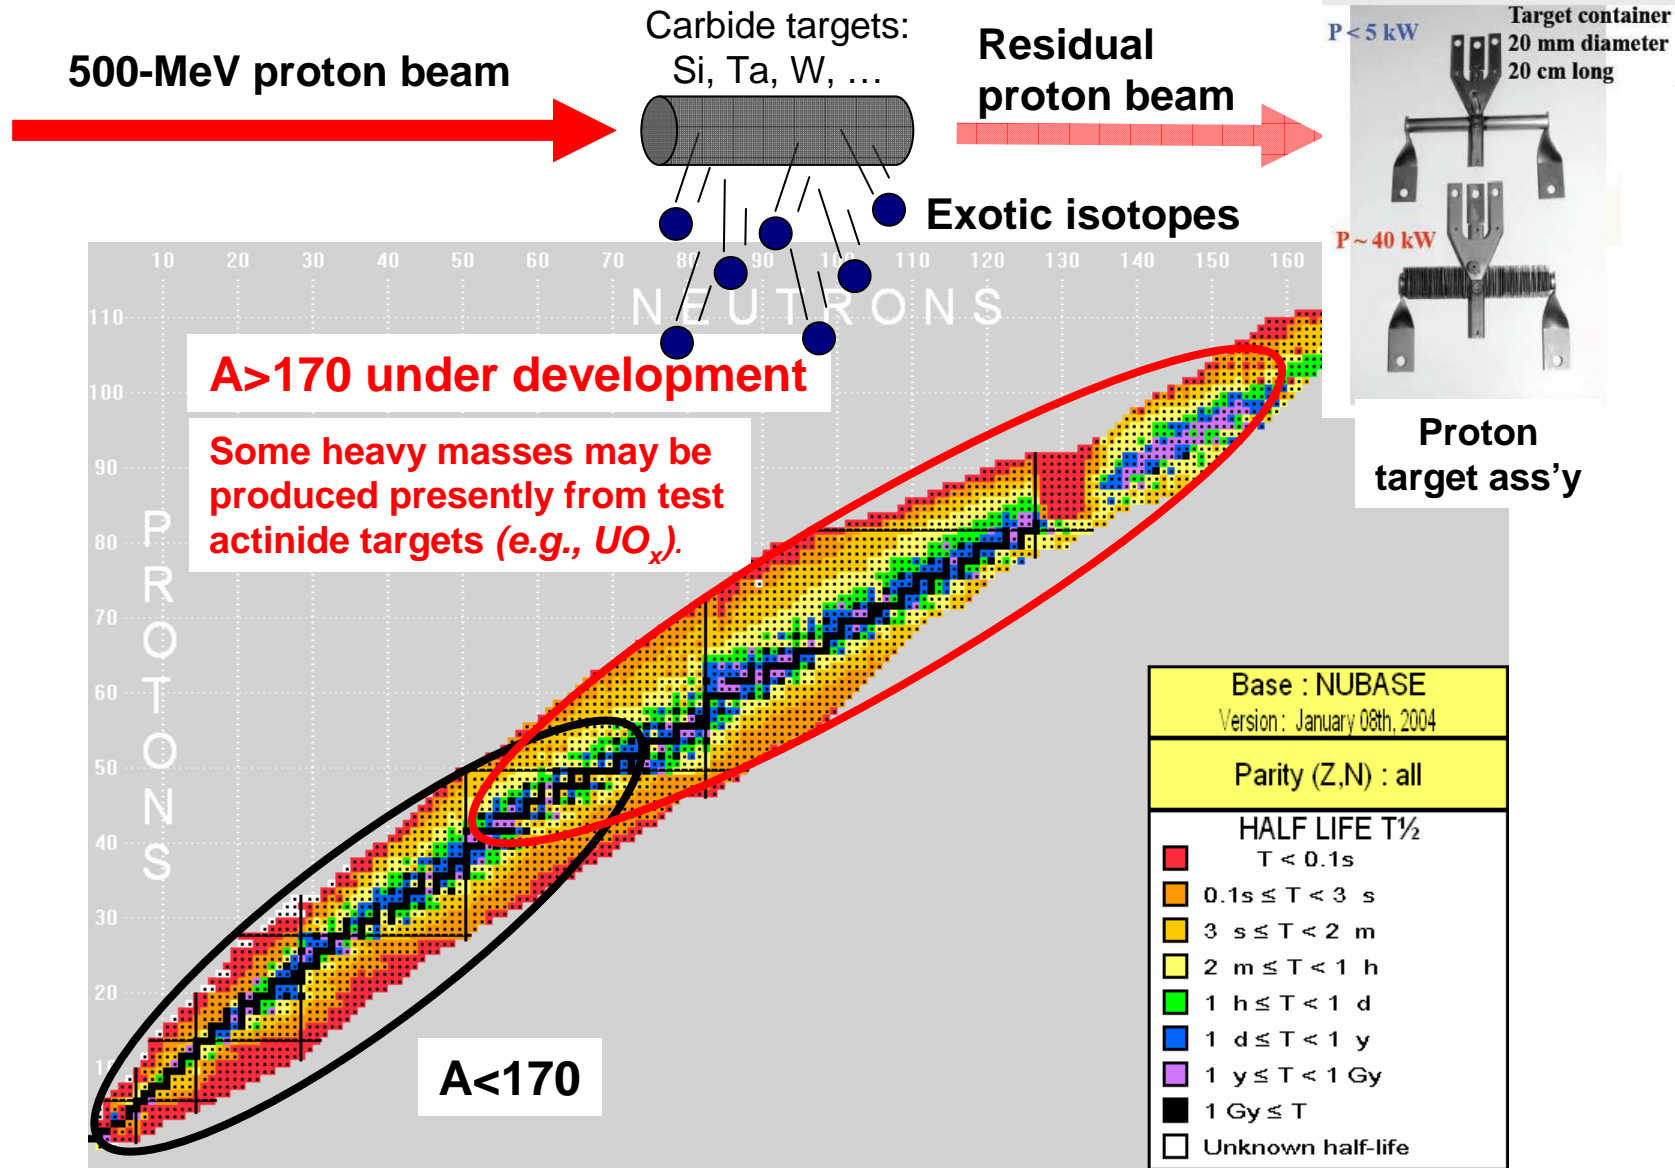 500-MeV proton beam
Carbide targets:
Si, Ta, W, …
Residual
proton beam
P < 5 kW
Target container
20 mm diameter
20 cm long
Exotic isotopes
P ~ 40 kW
Proton
target ass'y
10 20 30 40 50 60 70 80 90 100 110 120 130 140 150 160
NEUTRONS
110
100
90
80
70
60
50
40
30
20
10
PROTONS
A>170 under development
Some heavy masses may be
produced presently from test
actinide targets (e.g., UOₓ).
A<170
Base : NUBASE
Version : January 08th, 2004
Parity (Z,N) : all
HALF LIFE T½
T < 0.1s
0.1s ≤ T < 3 s
3 s ≤ T < 2 m
2 m ≤ T < 1 h
1 h ≤ T < 1 d
1 d ≤ T < 1 y
1 y ≤ T < 1 Gy
1 Gy ≤ T
Unknown half-life